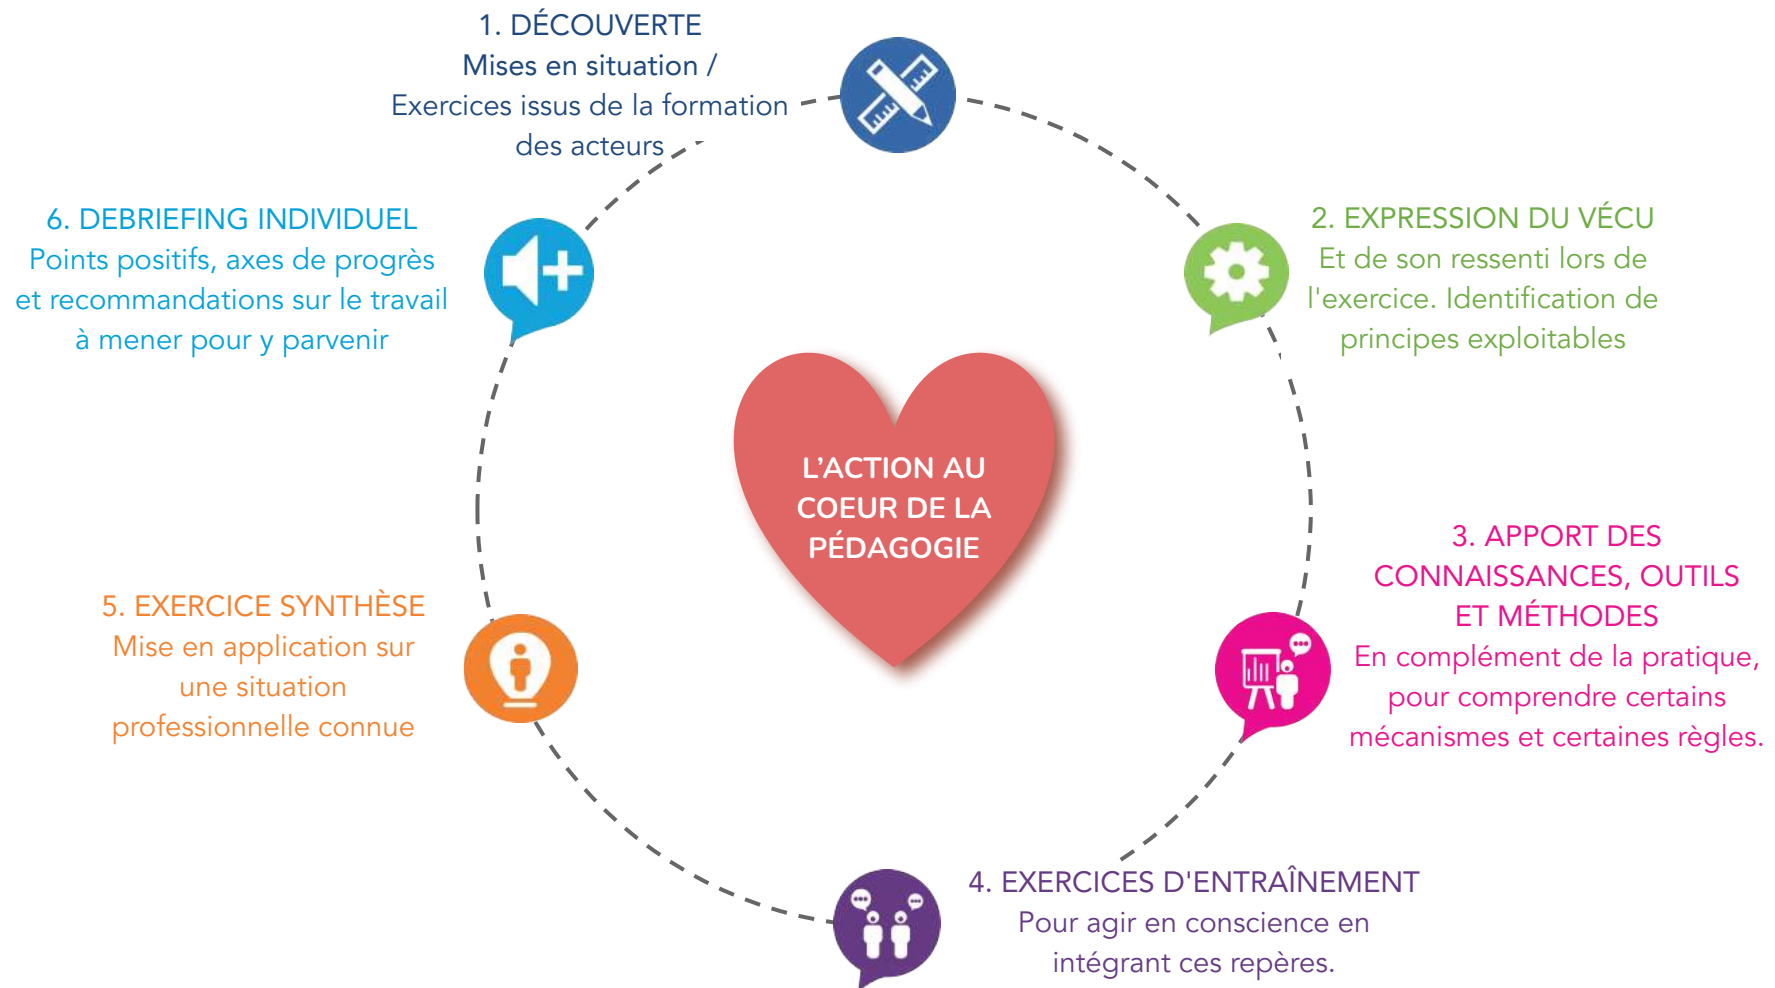 1. DÉCOUVERTE
Mises en situation /
Exercices issus de la formation
des acteurs
2. EXPRESSION DU VÉCU
Et de son ressenti lors de
l'exercice. Identification de
principes exploitables
3. APPORT DES
CONNAISSANCES, OUTILS
ET MÉTHODES
En complément de la pratique,
pour comprendre certains
mécanismes et certaines règles.
4. EXERCICES D'ENTRAÎNEMENT
Pour agir en conscience en
intégrant ces repères.
5. EXERCICE SYNTHÈSE
Mise en application sur
une situation
professionnelle connue
6. DEBRIEFING INDIVIDUEL
Points positifs, axes de progrès
et recommandations sur le travail
à mener pour y parvenir
L’ACTION AU
COEUR DE LA
PÉDAGOGIE